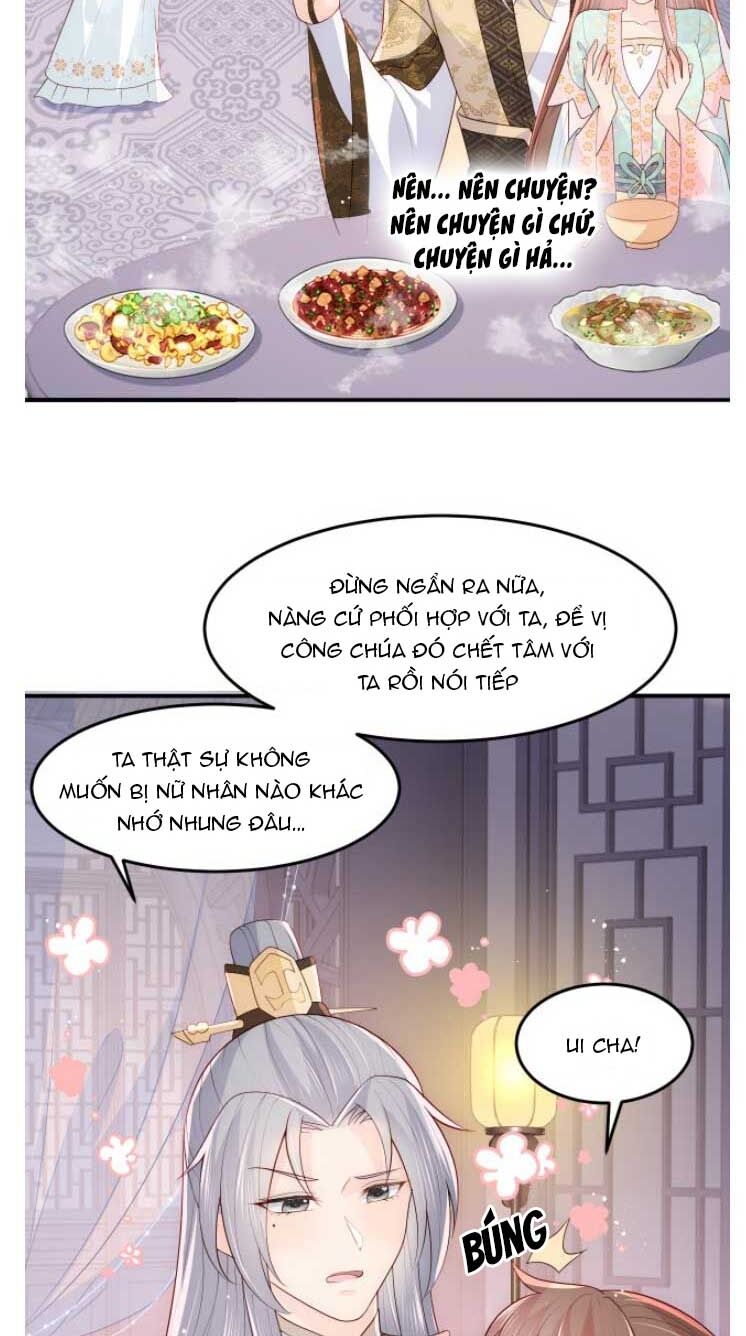 NÊN... NÊN CHUYỆN?
NÊN CHUYỆN GÌ CHỨ,
CHUYỆN GÌ HẢ...
ĐỪNG NGẨN RA NỮA,
NÀNG CỨ PHỐI HỢP VỚI TA, ĐỂ VỊ
CÔNG CHÚA ĐÓ CHẾT TÂM VỚI
TA RỒI NÓI TIẾP
TA THẬT SỰ KHÔNG
MUỐN BỊ NỮ NHÂN NÀO KHÁC
NHỚ NHUNG ĐÂU...
UI CHA!
BÚNG